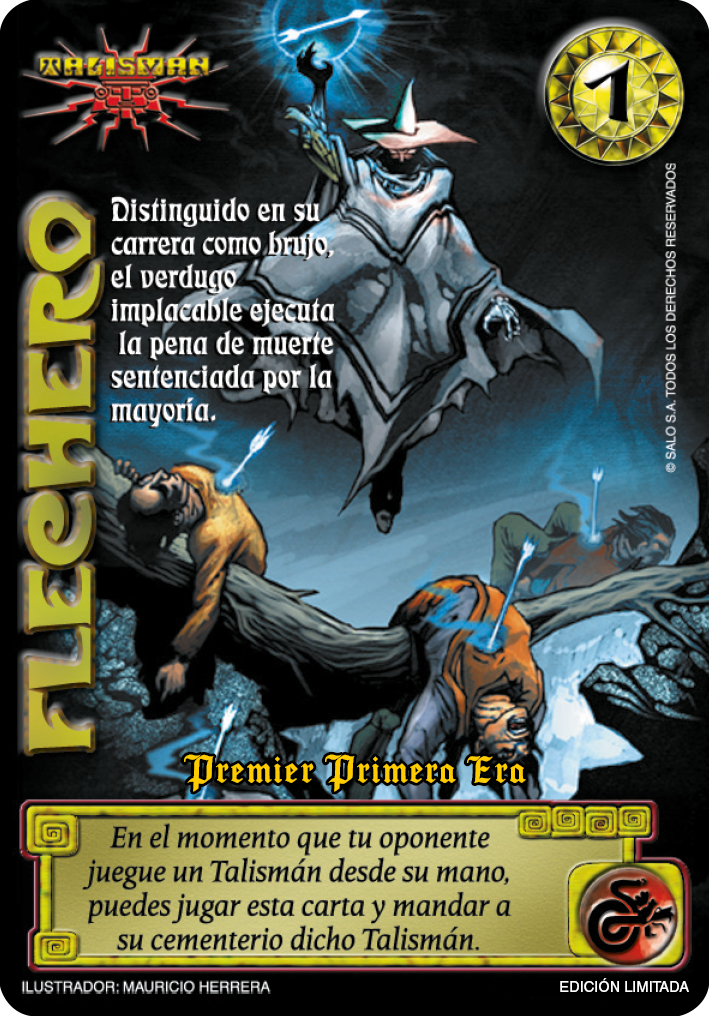 TALISMAN
1
FLECHERO
Distinguido en su
carrera como brujo,
el verdugo
implacable ejecuta
la pena de muerte
sentenciada por la
mayoría.
© SALO S.A. TODOS LOS DERECHOS RESERVADOS
Premier Primera Era
En el momento que tu oponente
juegue un Talismán desde su mano,
puedes jugar esta carta y mandar a
su cementerio dicho Talismán.
ILUSTRADOR: MAURICIO HERRERA
EDICIÓN LIMITADA